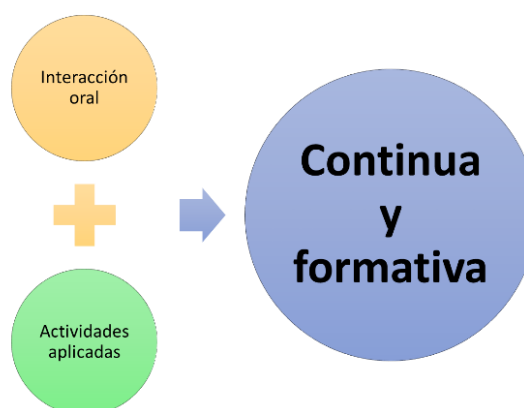 Interacción
oral
Actividades
aplicadas
Continua
y
formativa